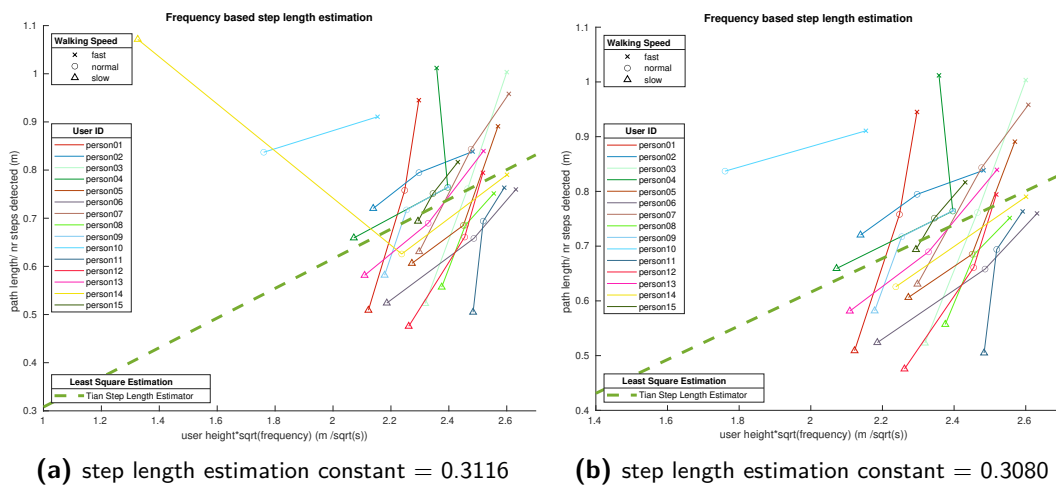 Frequency based step length estimation
1.1
1
0.9
0.8
0.7
0.6
0.5
0.4
0.3
path length/ nr steps detected (m)
Walking Speed
fast
normal
slow
User ID
person01
person02
person03
person04
person05
person06
person07
person08
person09
person10
person11
person12
person13
person14
person15
Least Square Estimation
Tian Step Length Estimator
1 1.2 1.4 1.6 1.8 2 2.2 2.4 2.6
user height*sqrt(frequency) (m /sqrt(s))
(a) step length estimation constant = 0.3116
Frequency based step length estimation
1.1
1
0.9
0.8
0.7
0.6
0.5
0.4
path length/ nr steps detected (m)
Walking Speed
fast
normal
slow
User ID
person01
person02
person03
person04
person05
person06
person07
person08
person09
person10
person11
person12
person13
person14
person15
Least Square Estimation
Tian Step Length Estimator
1.4 1.6 1.8 2 2.2 2.4 2.6
user height*sqrt(frequency) (m /sqrt(s))
(b) step length estimation constant = 0.3080